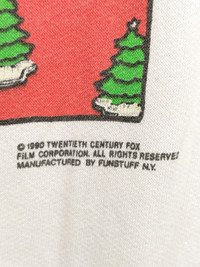 © 1990 TWENTIETH CENTURY FOX
FILM CORPORATION. ALL RIGHTS RESERVED
MANUFACTURED BY FUNSTUFF N.Y.